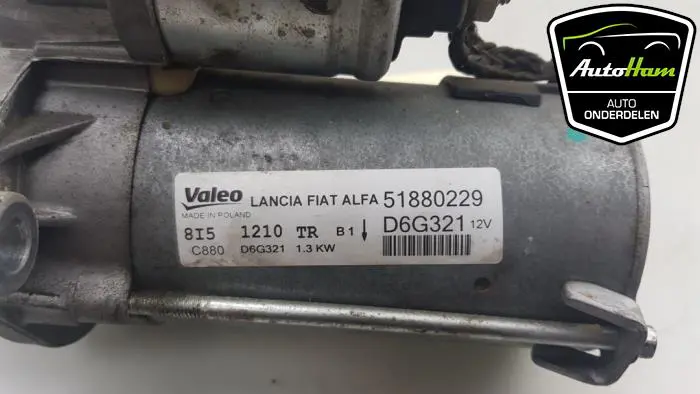 AutoHam
AUTO
ONDERDELEN
Valeo LANCIA FIAT ALFA 51880229
MADE IN POLAND
8I5 1210 TR B1 ↓ D6G321 12V
C880 D6G321 1.3 KW